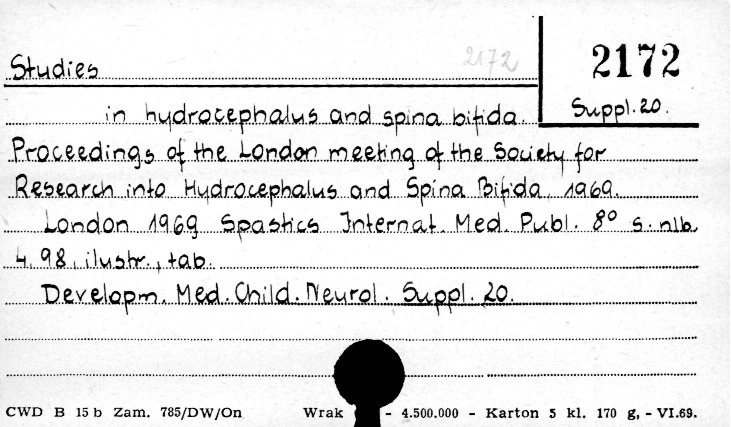 Studies 2172 2172
in hydrocephalus and spina bifida. Suppl. 20.
Proceedings of the London meeting of the Society for
Research into Hydrocephalus and Spina Bifida, 1969.
London 1969 Spastics Internat. Med. Publ. 8° s. nlb.
4, 98, ilustr., tab.
Developm. Med. Child. Neurol. Suppl. 20.
CWD B 15 b Zam. 785/DW/On Wrak - 4.500.000 - Karton 5 kl. 170 g, - VI.69.